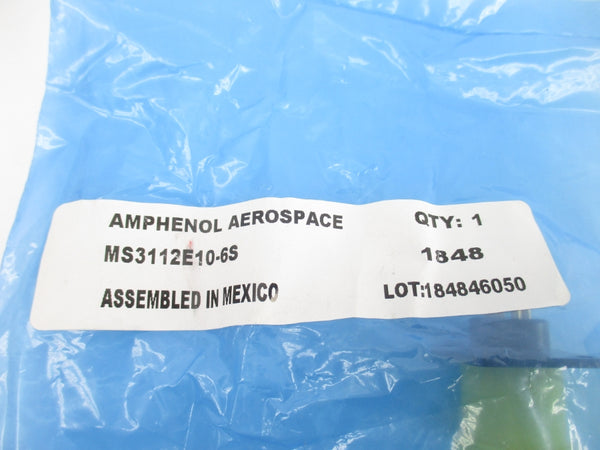 AMPHENOL AEROSPACE QTY: 1
MS3112E10-6S 1848
ASSEMBLED IN MEXICO LOT:184846050